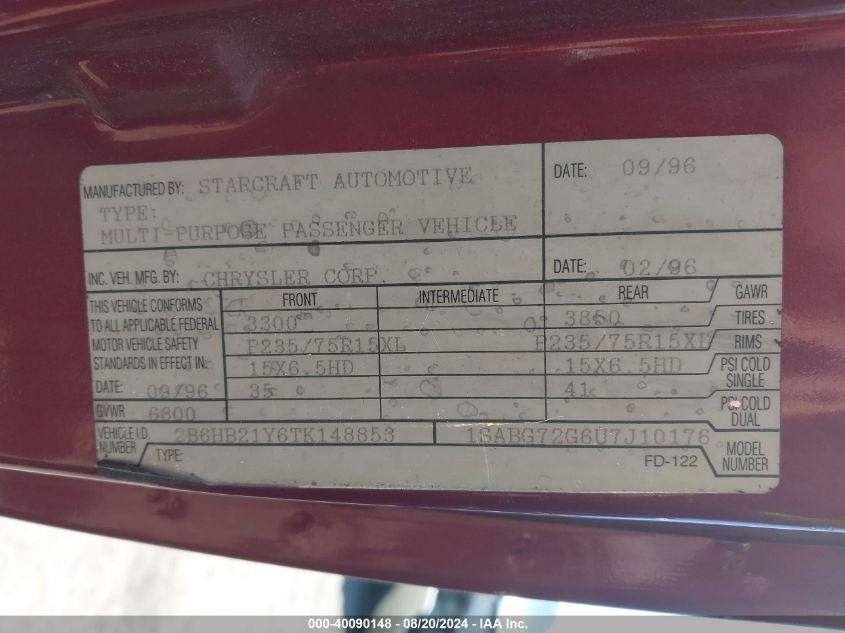 MANUFACTURED BY: STARCRAFT AUTOMOTIVE DATE: 09/96
TYPE:
MULTI-PURPOSE PASSENGER VEHICLE
INC. VEH. MFG. BY: CHRYSLER CORP. DATE: 02/96
THIS VEHICLE CONFORMS FRONT INTERMEDIATE REAR GAWR
TO ALL APPLICABLE FEDERAL 3300 3850 TIRES
MOTOR VEHICLE SAFETY P235/75R15XL P235/75R15XL RIMS
STANDARDS IN EFFECT IN: 15X6.5HD 15X6.5HD PSI COLD SINGLE
DATE: 09/96 35 41 PSI COLD DUAL
GVWR 6800
VEHICLE I.D. NUMBER 2B6HB21Y6TK148853 1SABG72G6U7J10176 MODEL NUMBER
TYPE FD-122
000-40090148 - 08/20/2024 - IAA Inc.